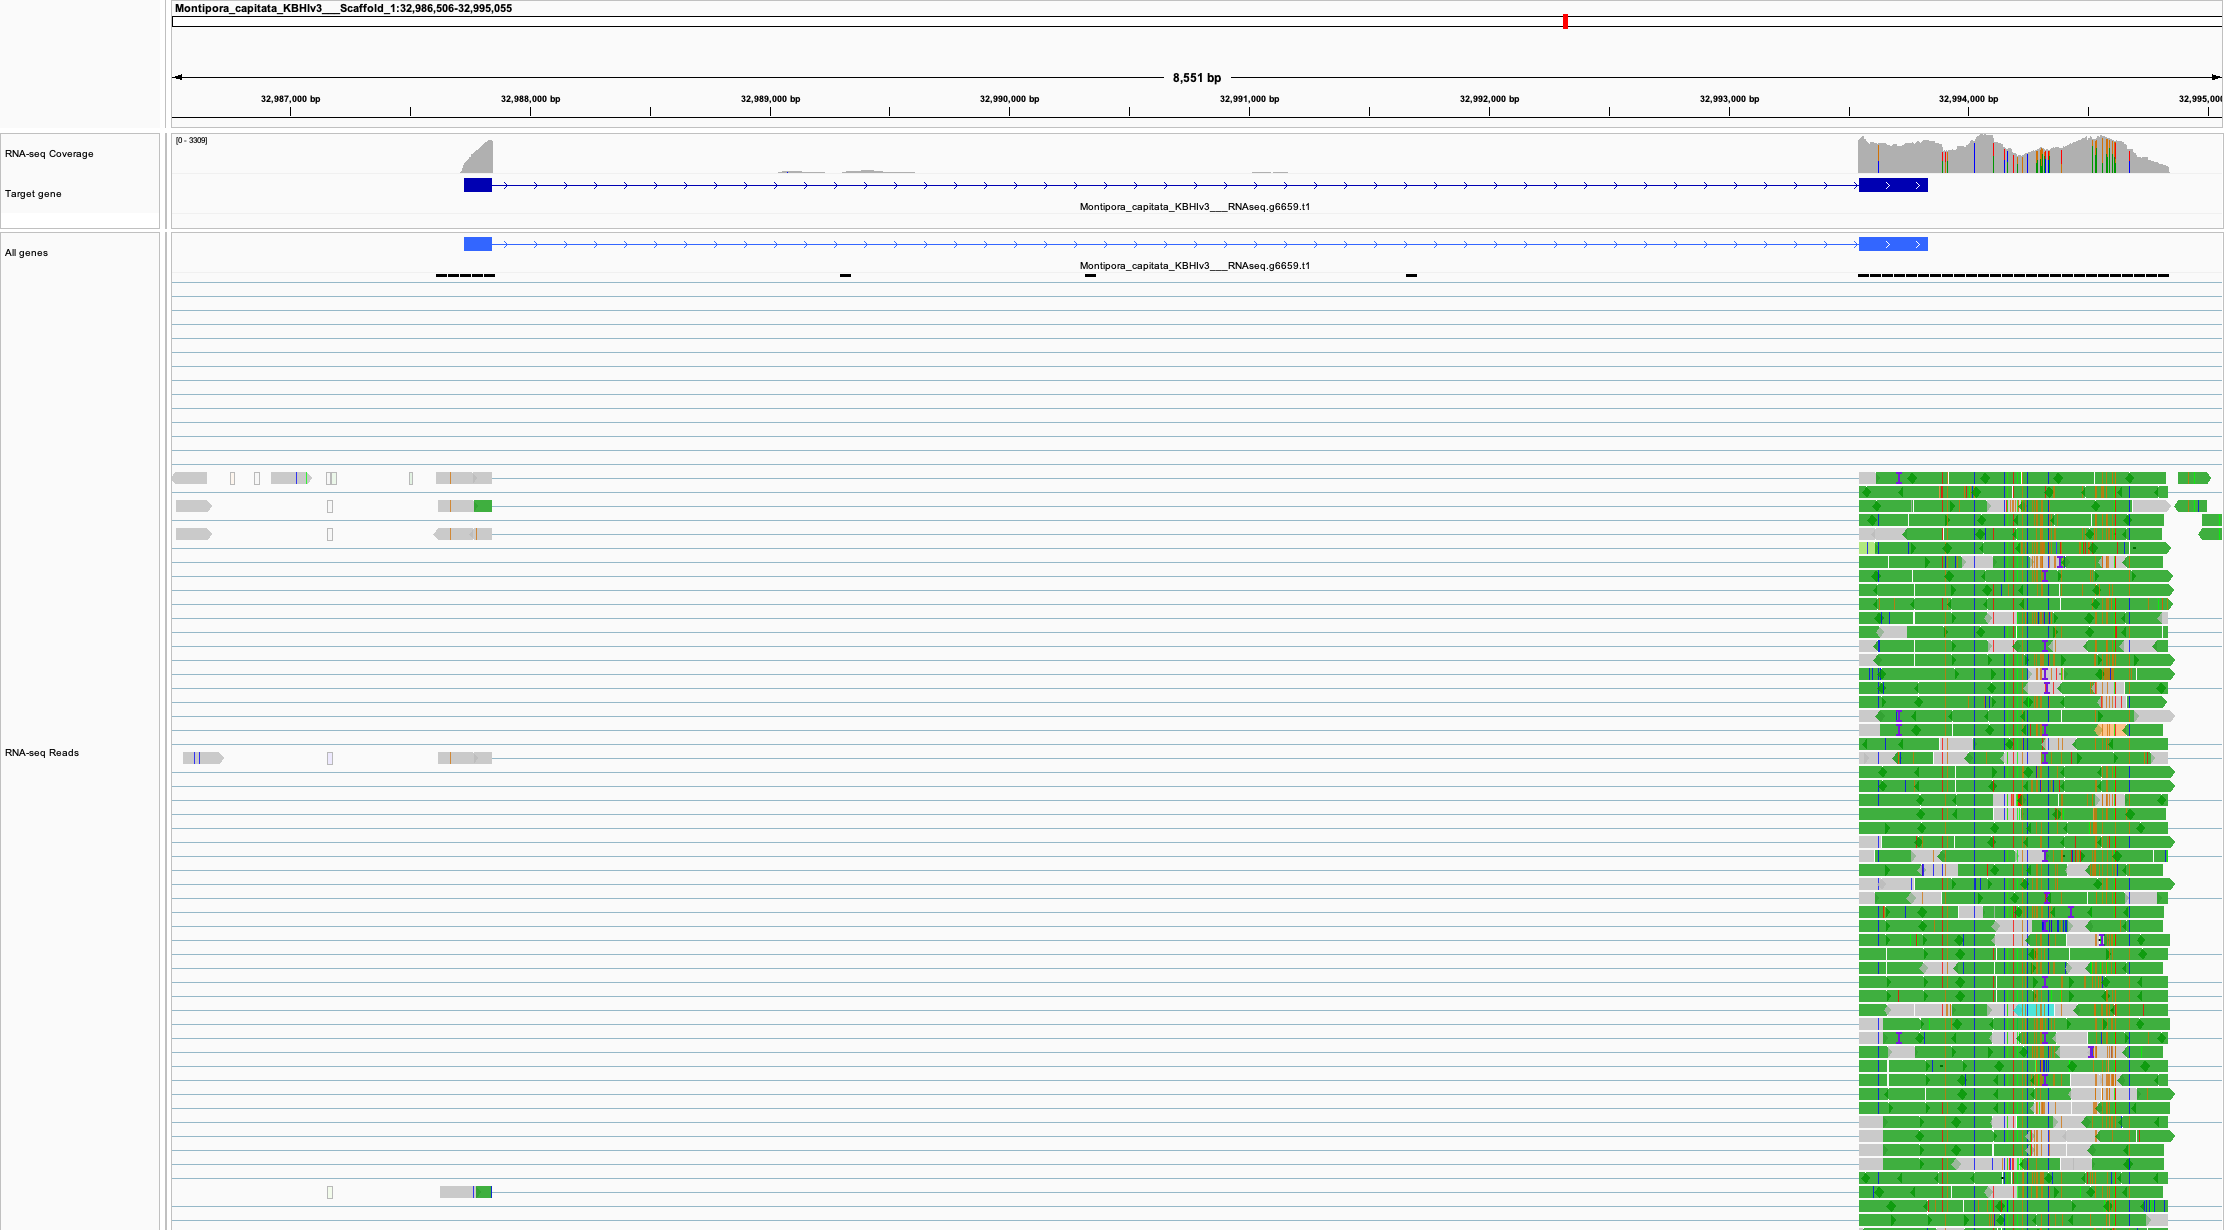 Montipora_capitata_KBHIv3___Scaffold_1:32,986,506-32,995,055
8,551 bp
32,987,000 bp 32,988,000 bp 32,989,000 bp 32,990,000 bp 32,991,000 bp 32,992,000 bp 32,993,000 bp 32,994,000 bp 32,995,00
[0 - 3309]
RNA-seq Coverage
Target gene
Montipora_capitata_KBHIv3___RNAseq.g6659.t1
All genes
Montipora_capitata_KBHIv3___RNAseq.g6659.t1
RNA-seq Reads